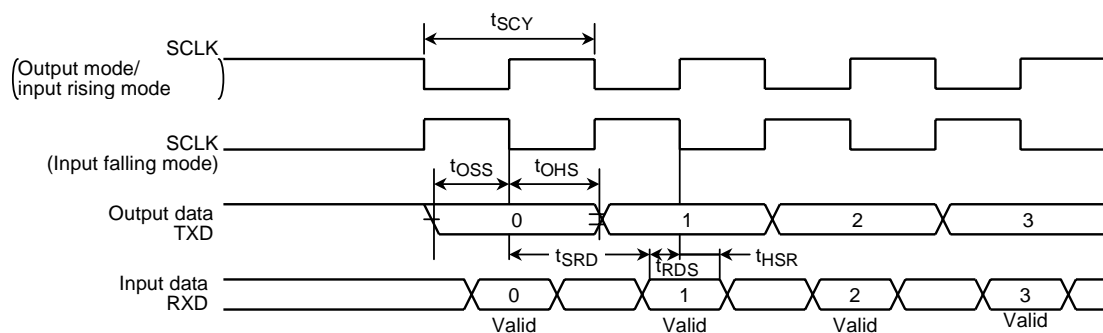 tSCY
SCLK
(Output mode/
input rising mode)
SCLK
(Input falling mode)
tOSS tOHS
Output data
TXD
0 1 2 3
tSRD tRDS tHSR
Input data
RXD
0 1 2 3
Valid Valid Valid Valid